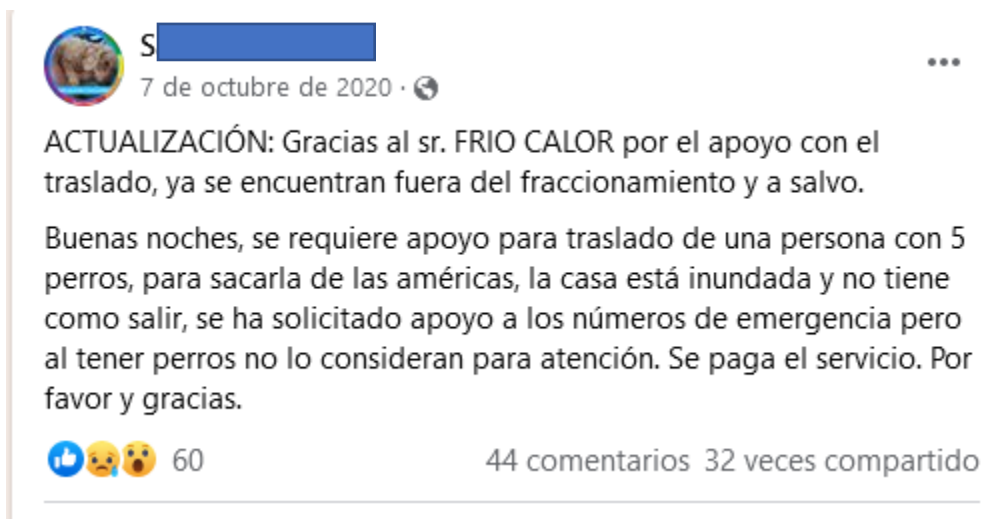 S
7 de octubre de 2020 ·
ACTUALIZACIÓN: Gracias al sr. FRIO CALOR por el apoyo con el
traslado, ya se encuentran fuera del fraccionamiento y a salvo.
Buenas noches, se requiere apoyo para traslado de una persona con 5
perros, para sacarla de las américas, la casa está inundada y no tiene
como salir, se ha solicitado apoyo a los números de emergencia pero
al tener perros no lo consideran para atención. Se paga el servicio. Por
favor y gracias.
60 44 comentarios 32 veces compartido